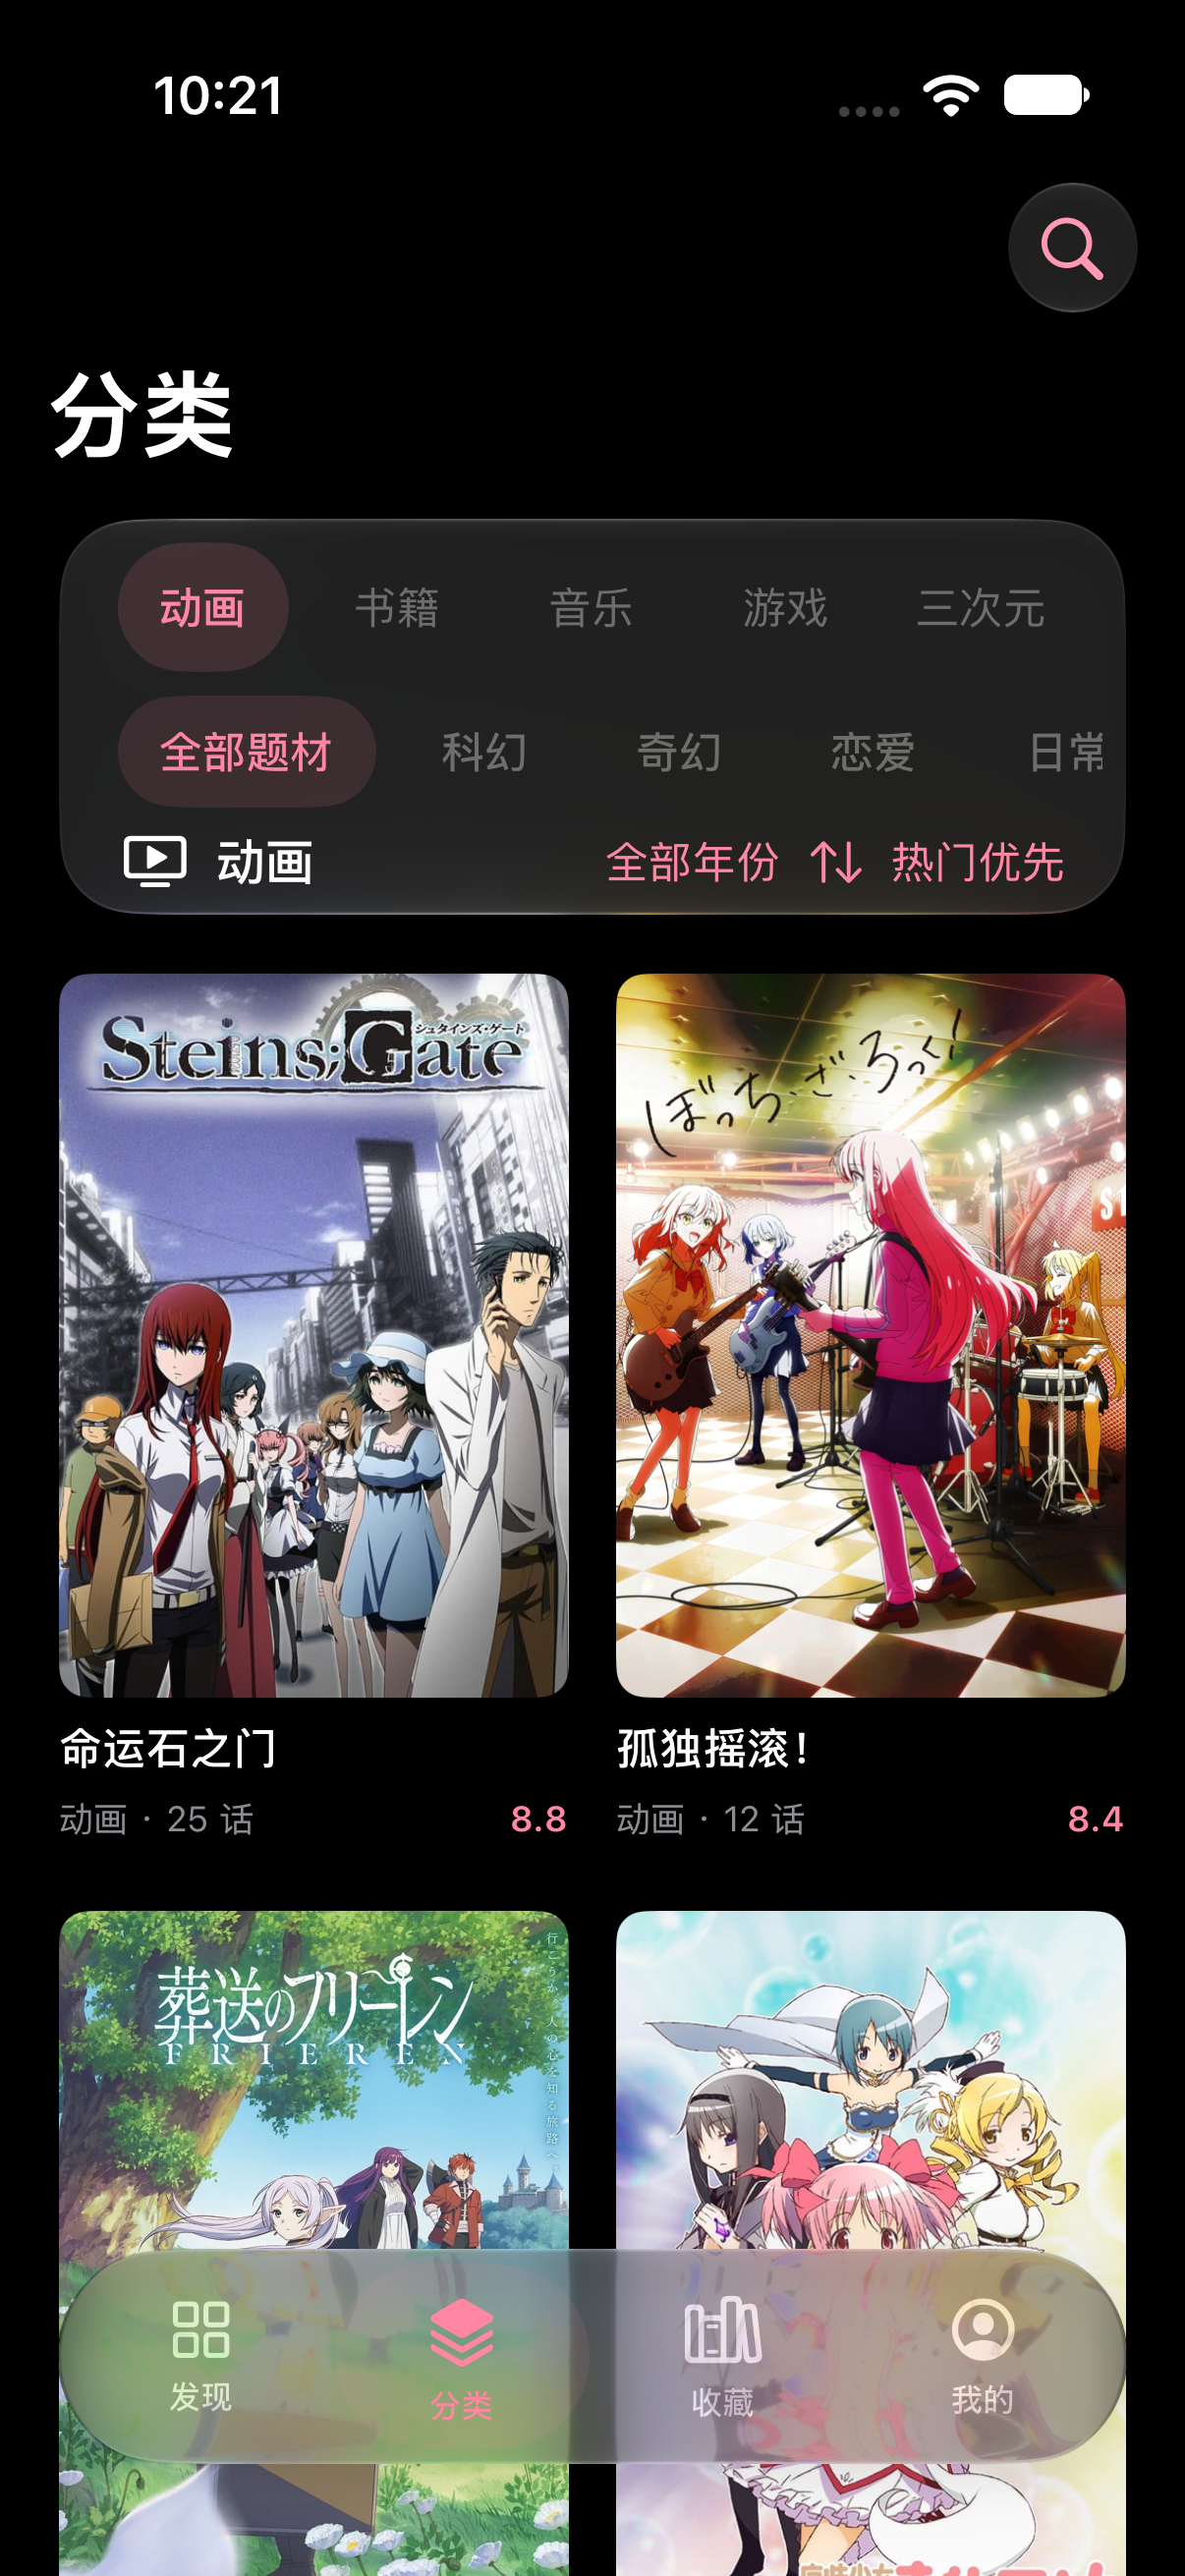 10:21
分类
动画 书籍 音乐 游戏 三次元
全部题材 科幻 奇幻 恋爱 日常
动画 全部年份 热门优先
Steins;Gate
シュタインズ・ゲート
ぼっち・ざ・ろっく!
命运石之门
动画 · 25 话 8.8
孤独摇滚!
动画 · 12 话 8.4
葬送のフリーレン
FRIEREN
発现
分类
收藏
我的